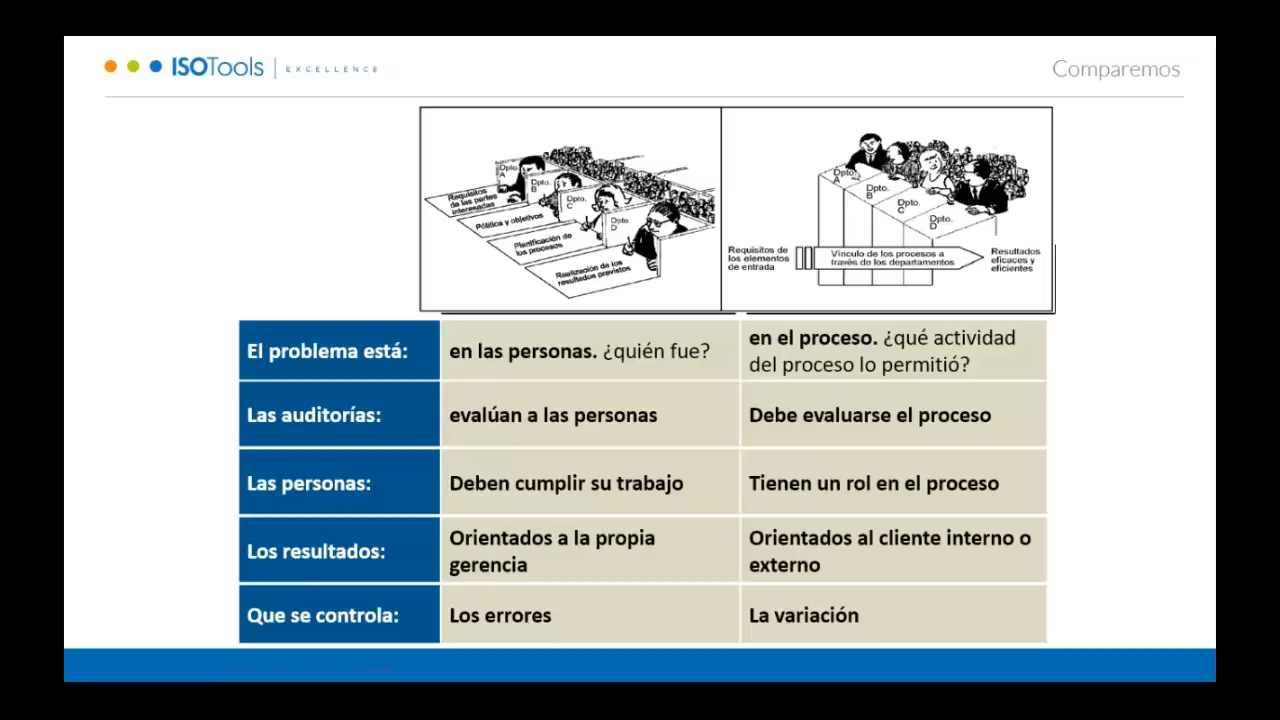 ISOTools | EXCELLENCE
Comparemos
Dpto.
A
Dpto.
B
Dpto.
C
Dpto.
D
Requisitos
de las partes
interesadas
Política y objetivos
Planificación de
los procesos
Realización de los
resultados previstos
Dpto.
A
Dpto.
B
Dpto.
C
Dpto.
D
Requisitos de
los elementos
de entrada
Vínculo de los procesos a
través de los departamentos
Resultados
eficaces y
eficientes
El problema está:
en las personas. ¿quién fue?
en el proceso. ¿qué actividad
del proceso lo permitió?
Las auditorías:
evalúan a las personas
Debe evaluarse el proceso
Las personas:
Deben cumplir su trabajo
Tienen un rol en el proceso
Los resultados:
Orientados a la propia
gerencia
Orientados al cliente interno o
externo
Que se controla:
Los errores
La variación